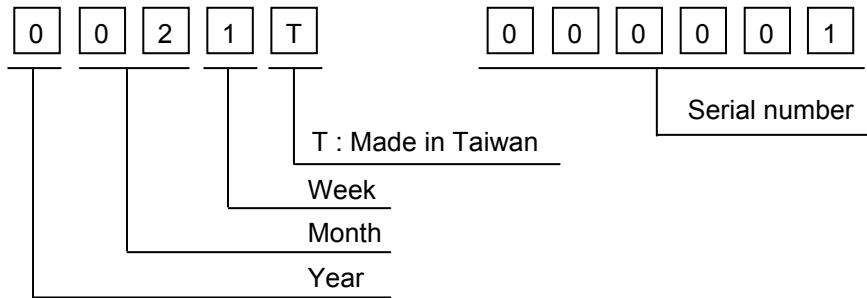 0 0 2 1 T 0 0 0 0 0 1
Serial number
T : Made in Taiwan
Week
Month
Year